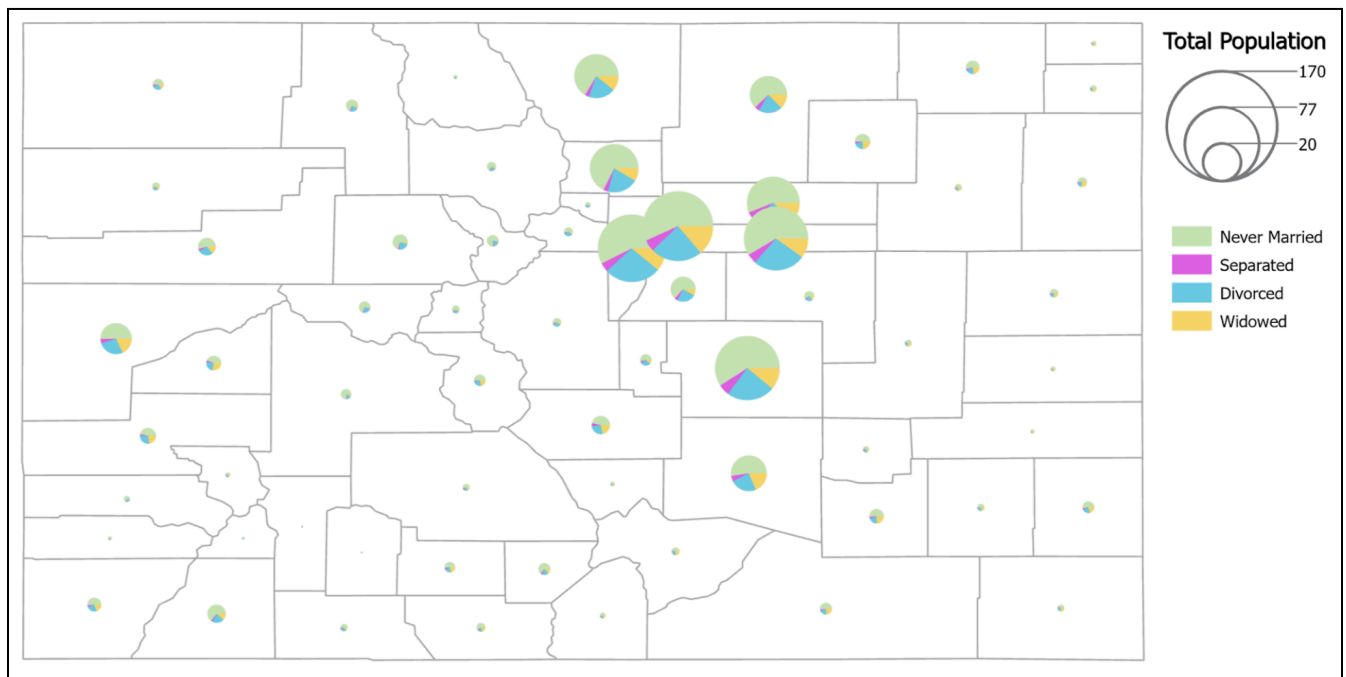 Total Population
170
77
20
Never Married
Separated
Divorced
Widowed